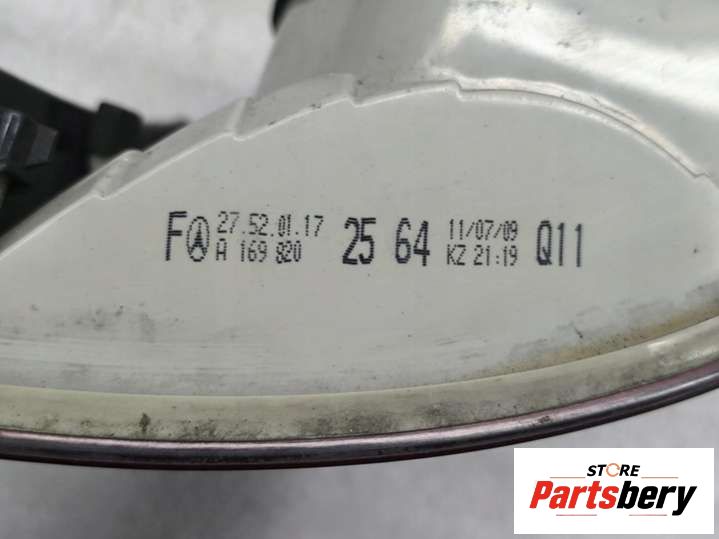 F 27.52.01.17 25 64 11/07/09 Q11
A 169 820 KZ 21:19
STORE
Partsbery